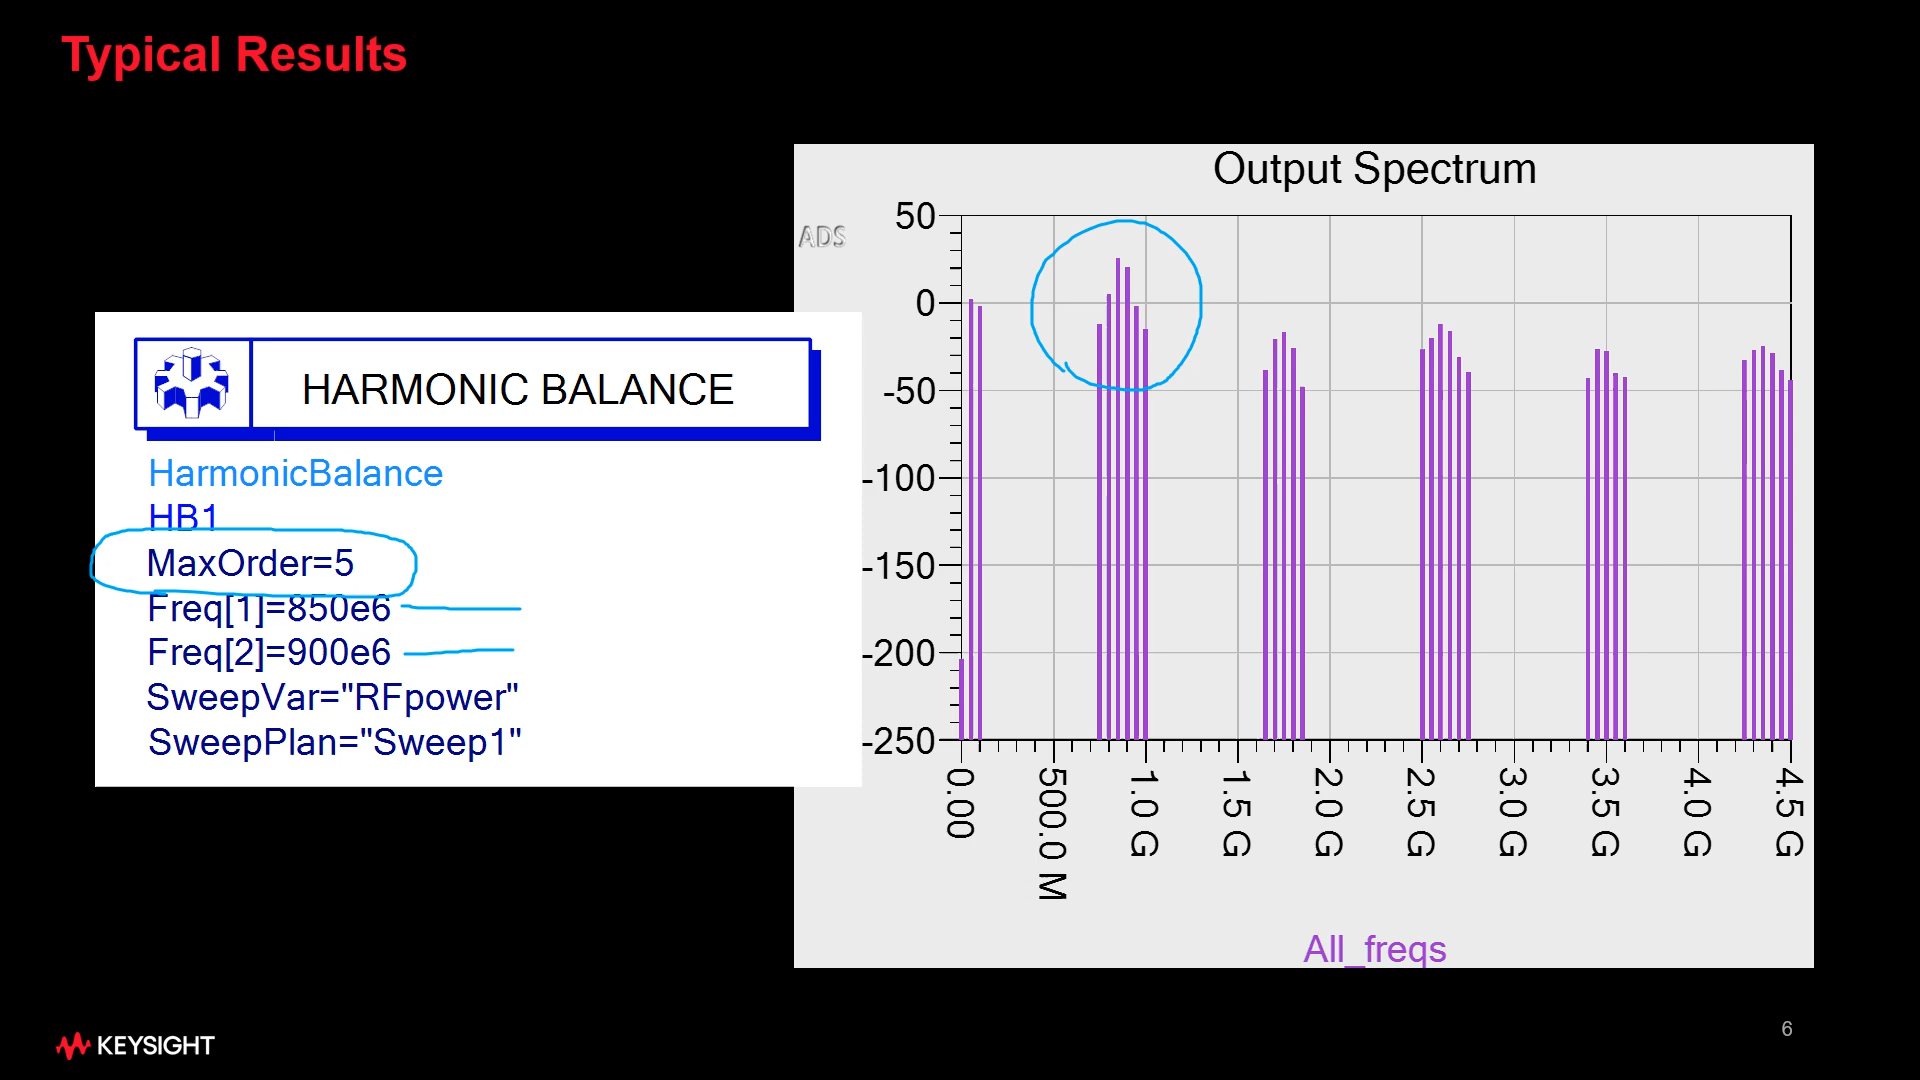 Typical Results
HARMONIC BALANCE
HarmonicBalance
HB1
MaxOrder=5
Freq[1]=850e6
Freq[2]=900e6
SweepVar="RFpower"
SweepPlan="Sweep1"
Output Spectrum
ADS
50
0
-50
-100
-150
-200
-250
0.00
500.0 M
1.0 G
1.5 G
2.0 G
2.5 G
3.0 G
3.5 G
4.0 G
4.5 G
All_freqs
KEYSIGHT
6